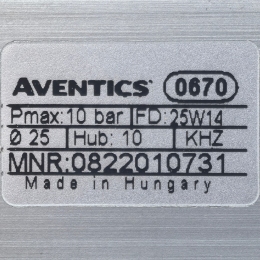 AVENTICS 0670
Pmax: 10 bar FD: 25W14
Ø 25 Hub: 10 KHZ
MNR: 0822010731
Made in Hungary